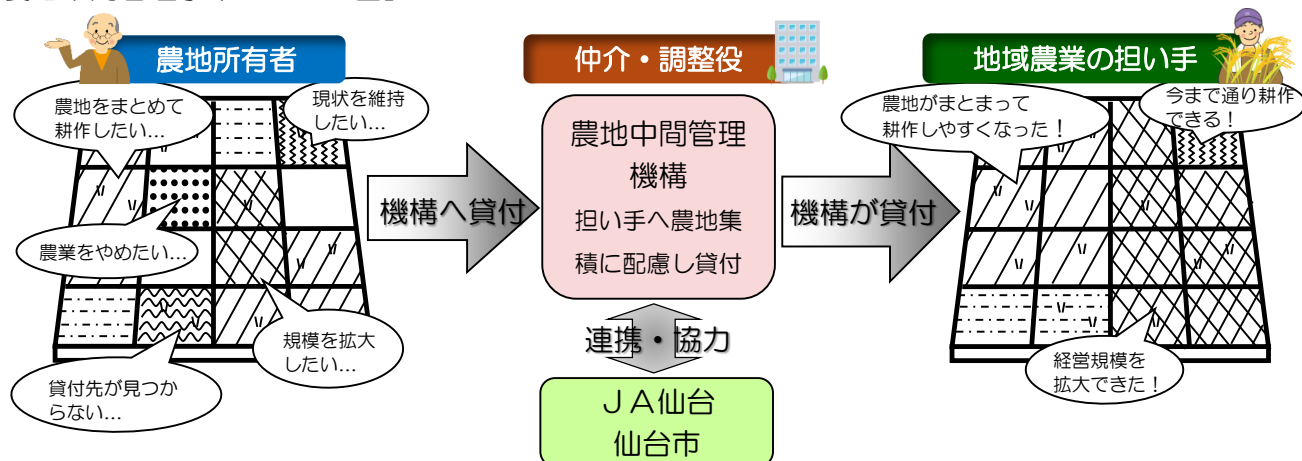 農地所有者
農地をまとめて
耕作したい…
現状を維持
したい…
農業をやめたい…
規模を拡大
したい…
貸付先が見つか
らない…
機構へ貸付
仲介・調整役
農地中間管理
機構
担い手へ農地集
積に配慮し貸付
連携・協力
ＪＡ仙台
仙台市
機構が貸付
地域農業の担い手
農地がまとまって
耕作しやすくなった！
今まで通り耕作
できる！
経営規模を
拡大できた！